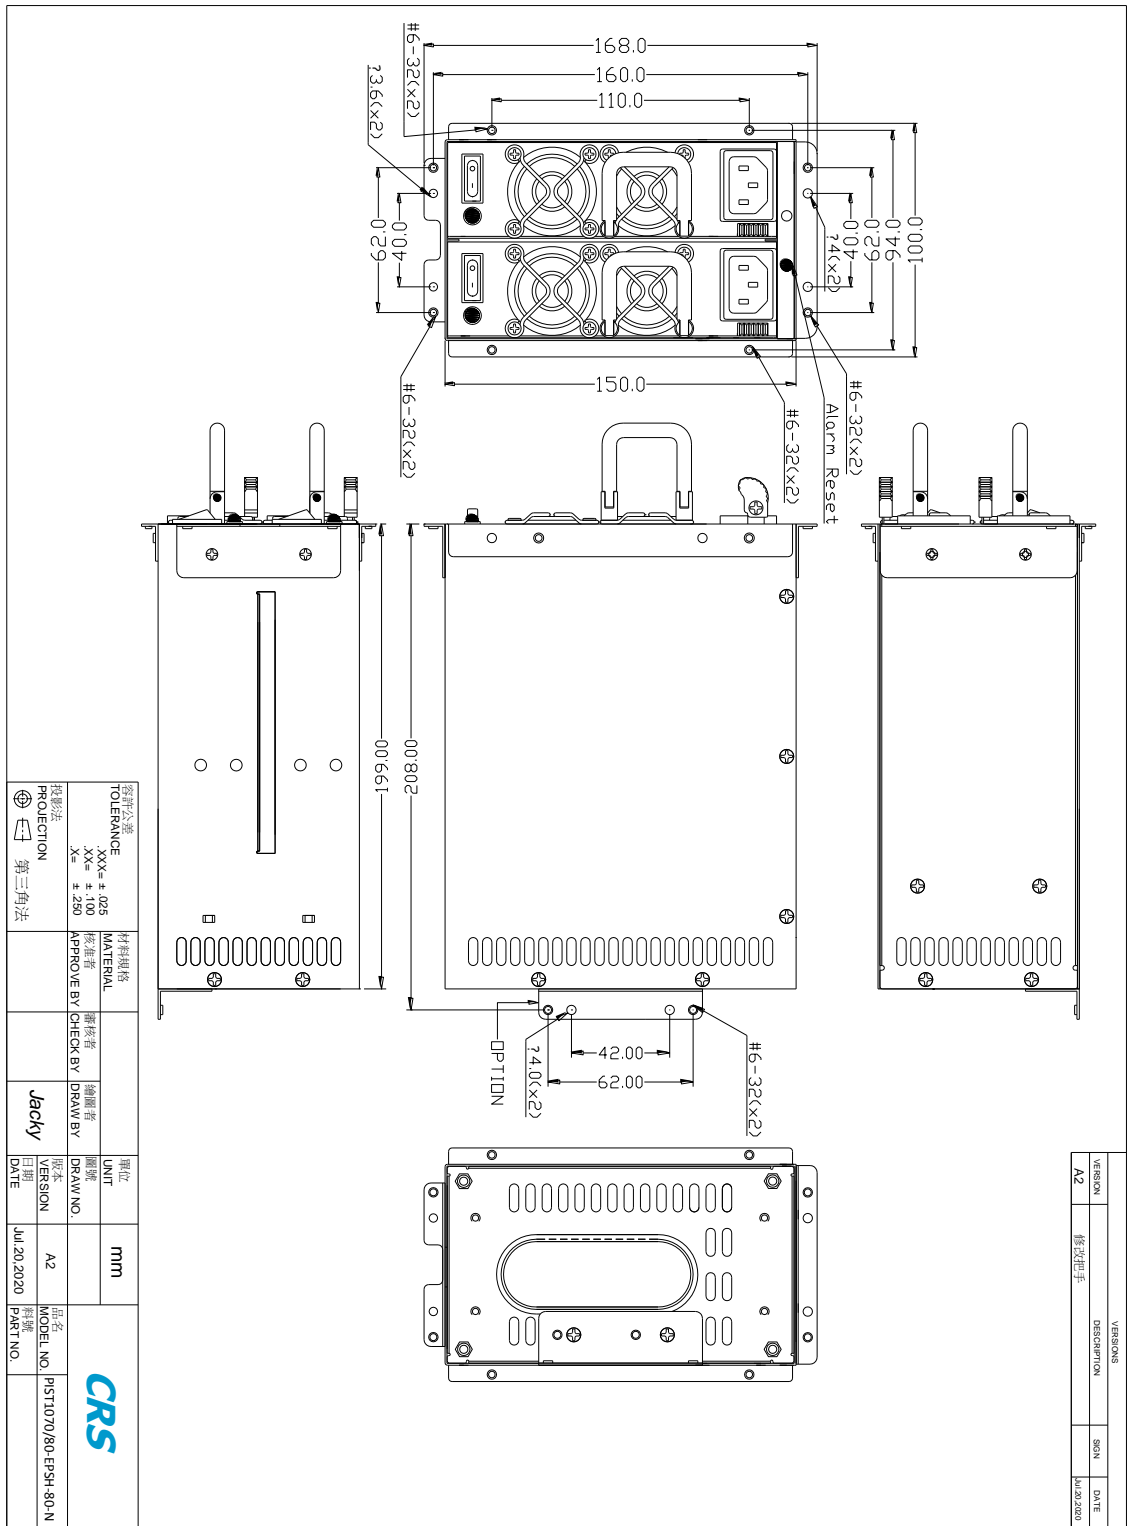 168.0
160.0
110.0
#6-32(x2)
?3.6(x2)
62.0
40.0
40.0
62.0
94.0
100.0
?4(x2)
150.0
#6-32(x2)
#6-32(x2)
#6-32(x2)
Alarm Reset
199.00
208.00
42.00
62.00
OPTION
?4.0(x2)
#6-32(x2)
VERSIONS
VERSION DESCRIPTION SIGN DATE
A2 修改把手 Jul.20,2020
容許公差
TOLERANCE
.XXX= ± .025
.XX= ± .100
.X= ± .250
投影法
PROJECTION
第三角法
材料規格
MATERIAL
核准者
APPROVE BY
審核者
CHECK BY
繪圖者
DRAW BY
Jacky
單位
UNIT
mm
圖號
DRAW NO.
版本
VERSION
A2
日期
DATE
Jul.20,2020
CRS
品名
MODEL NO.
PIST1070/80-EPSH-80-N
料號
PART NO.